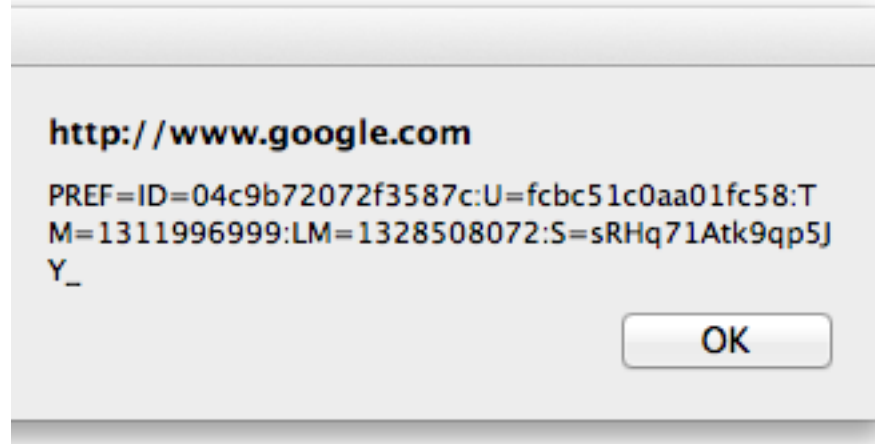 http://www.google.com
PREF=ID=04c9b72072f3587c:U=fcbc51c0aa01fc58:T
M=1311996999:LM=1328508072:S=sRHq71Atk9qp5J
Y_
OK